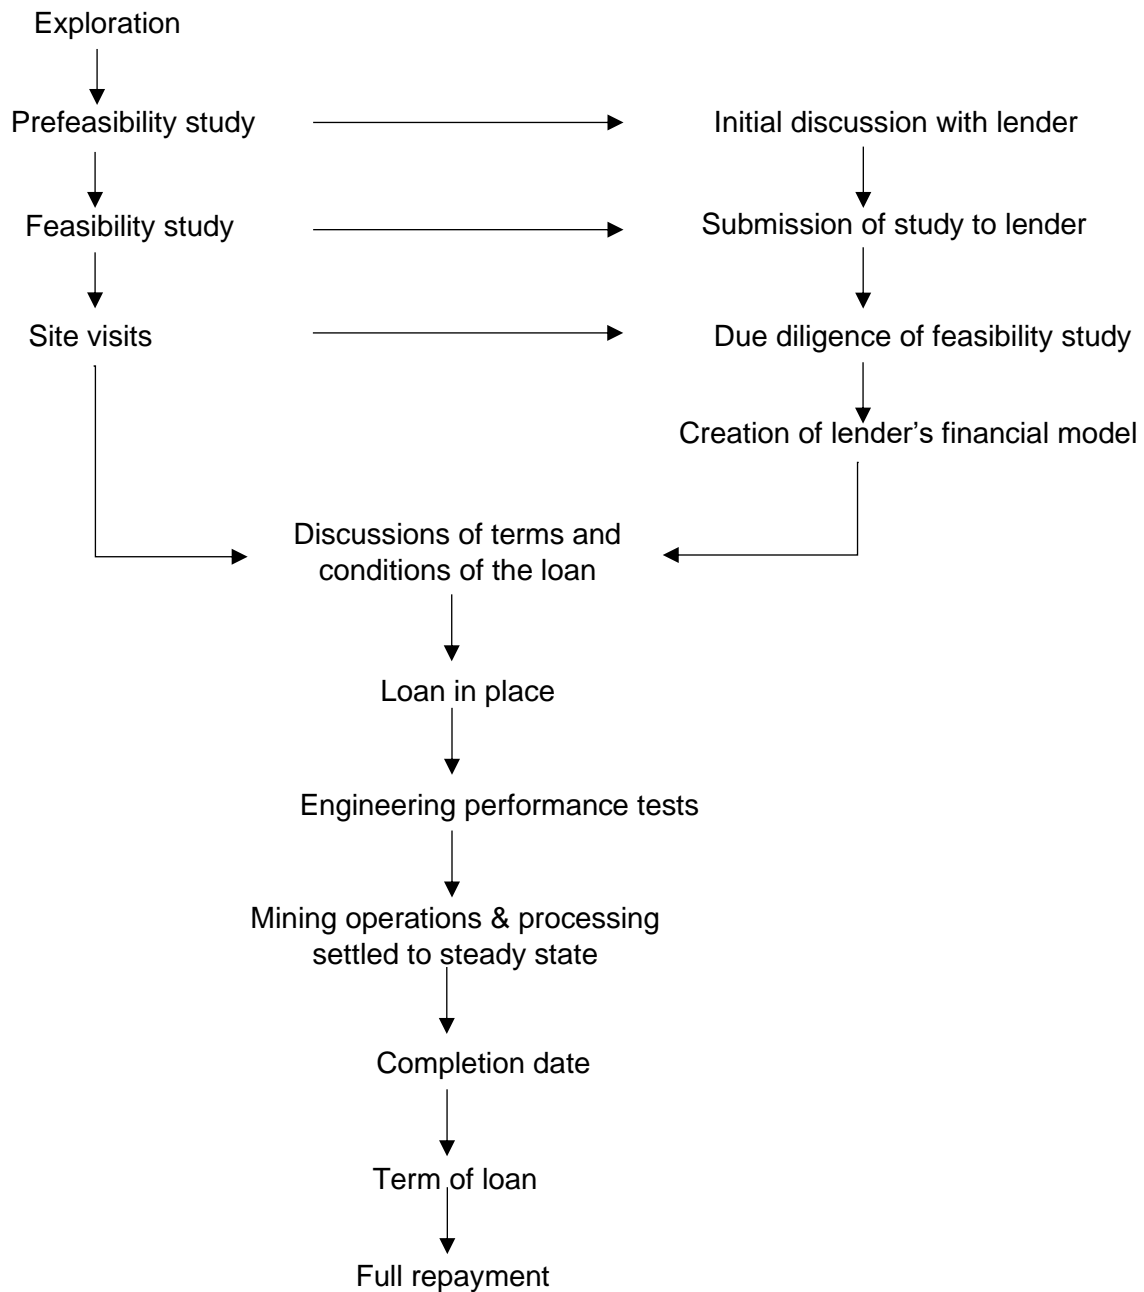 Exploration
Prefeasibility study
Initial discussion with lender
Feasibility study
Submission of study to lender
Site visits
Due diligence of feasibility study
Creation of lender’s financial model
Discussions of terms and
conditions of the loan
Loan in place
Engineering performance tests
Mining operations & processing
settled to steady state
Completion date
Term of loan
Full repayment